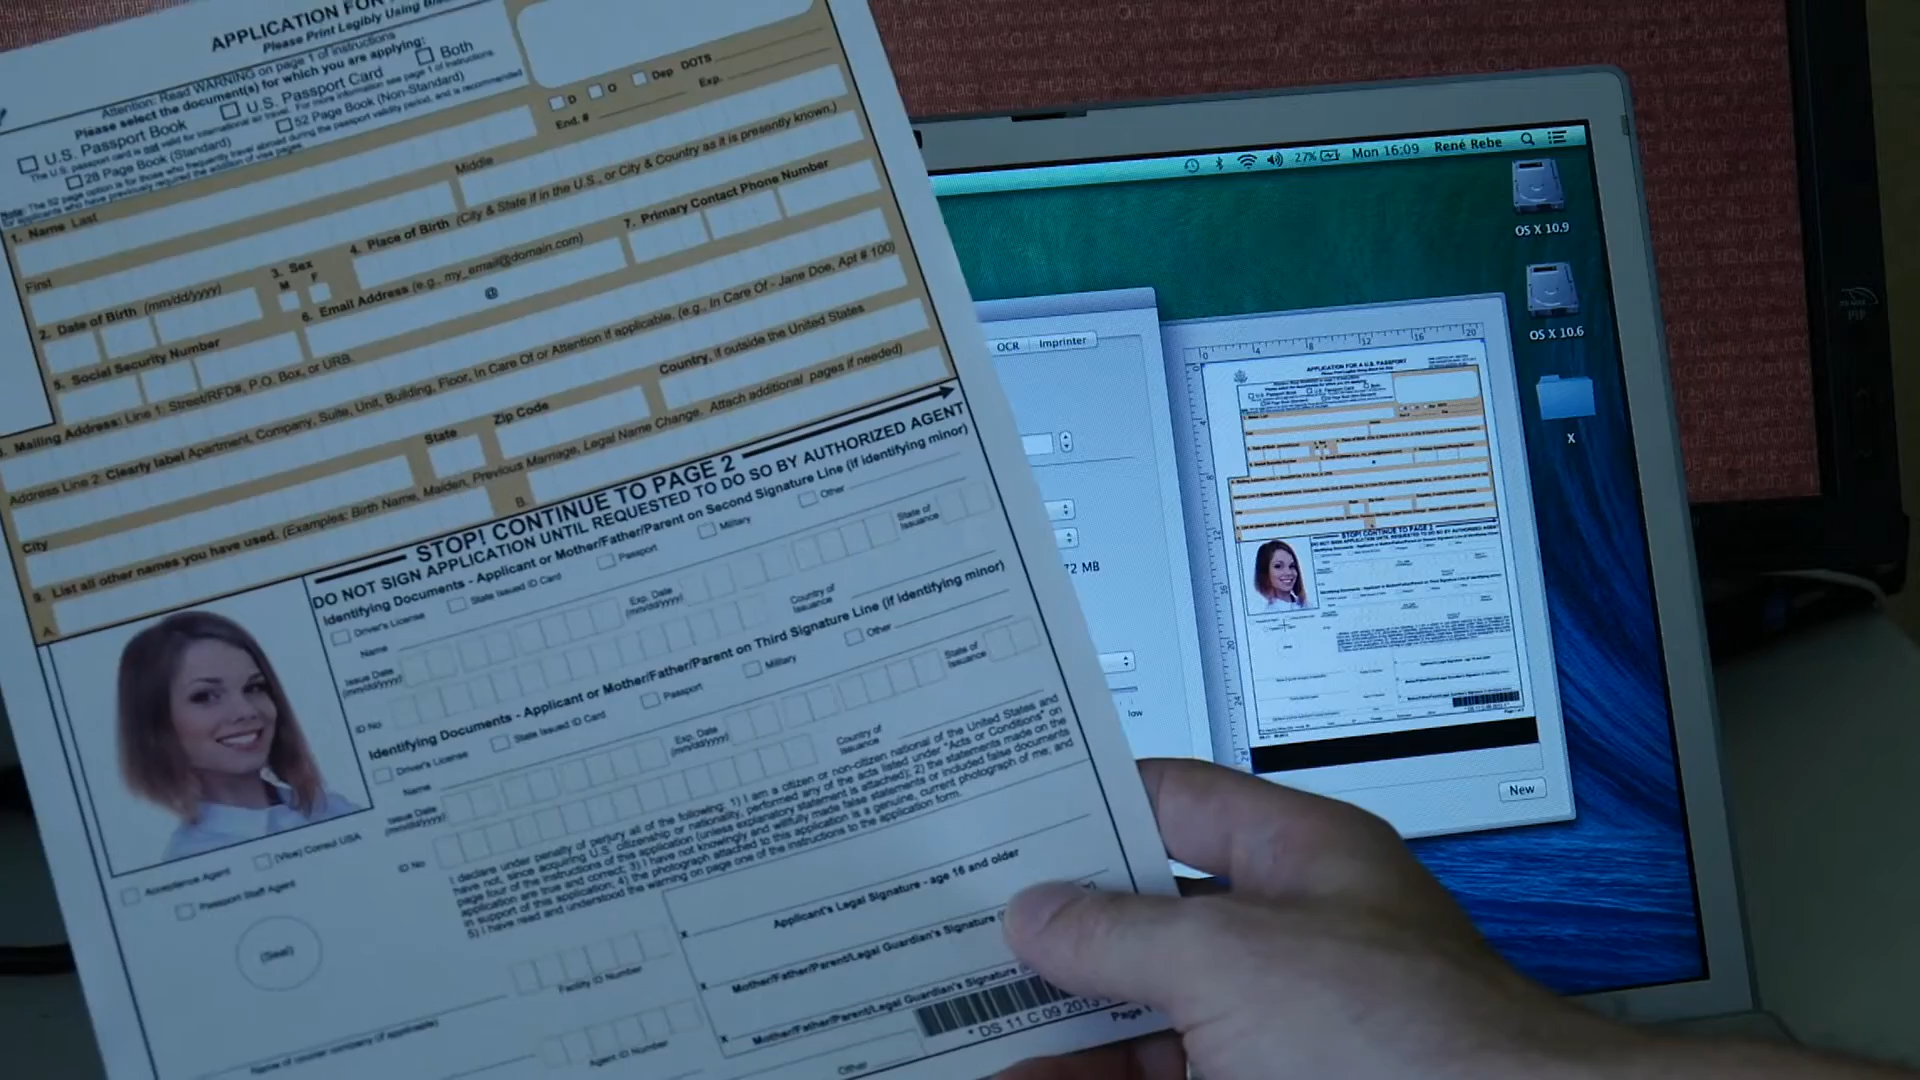 APPLICATION FOR
Please Print Legibly Using
Attention: Read WARNING on page 1 of instructions
Please select the document(s) for which you are applying:
U.S. Passport Book
U.S. Passport Card
Both
The U.S. passport card is not valid for international air travel. For more information see page 1 of instructions.
28 Page Book (Standard)
52 Page Book (Non-Standard)
Note: The 52 page option is for those who frequently travel abroad during the passport validity period, and is recommended
for applicants who have previously required the addition of visa pages.
D
O
Dep
DOTS
End. #
Exp.
1. Name Last
First
Middle
2. Date of Birth (mm/dd/yyyy)
3. Sex
M
F
4. Place of Birth (City & State if in the U.S., or City & Country as it is presently known.)
5. Social Security Number
6. Email Address (e.g., my_email@domain.com)
@
7. Primary Contact Phone Number
Mailing Address: Line 1: Street/RFD#, P.O. Box, or URB.
Address Line 2: Clearly label Apartment, Company, Suite, Unit, Building, Floor, In Care Of or Attention if applicable. (e.g., In Care Of - Jane Doe, Apt # 100)
City
State
Zip Code
Country, if outside the United States
9. List all other names you have used. (Examples: Birth Name, Maiden, Previous Marriage, Legal Name Change. Attach additional pages if needed)
A.
B.
STOP! CONTINUE TO PAGE 2
DO NOT SIGN APPLICATION UNTIL REQUESTED TO DO SO BY AUTHORIZED AGENT
Identifying Documents - Applicant or Mother/Father/Parent on Second Signature Line (if identifying minor)
Driver's License
State Issued ID Card
Passport
Military
Other
Name
Issue Date
(mm/dd/yyyy)
Exp. Date
(mm/dd/yyyy)
State of
Issuance
ID No
Country of
Issuance
Identifying Documents - Applicant or Mother/Father/Parent on Third Signature Line (if identifying minor)
Driver's License
State Issued ID Card
Passport
Military
Other
Name
Issue Date
(mm/dd/yyyy)
Exp. Date
(mm/dd/yyyy)
State of
Issuance
ID No
Country of
Issuance
I declare under penalty of perjury all of the following: 1) I am a citizen or non-citizen national of the United States and
have not, since acquiring U.S. citizenship or nationality, performed any of the acts listed under "Acts or Conditions" on
page four of the instructions of this application (unless explanatory statement is attached); 2) the statements made on the
application are true and correct; 3) I have not knowingly and willfully made false statements or included false documents
in support of this application; 4) the photograph attached to this application is a genuine, current photograph of me; and
5) I have read and understood the warning on page one of the instructions to the application form.
Acceptance Agent
(Vice) Consul USA
Passport Staff Agent
(Seal)
x
Applicant's Legal Signature - age 16 and older
x
Mother/Father/Parent/Legal Guardian's Signature
x
Mother/Father/Parent/Legal Guardian's Signature
Facility ID Number
Name of courier company (if applicable)
Agent ID Number
Other
* DS 11 C 09 2013
Page 1
27%
Mon 16:09
René Rebe
OS X 10.9
OS X 10.6
X
OCR
Imprinter
72 MB
low
New
0 4 8 12 16 20
APPLICATION FOR A U.S. PASSPORT
STOP! CONTINUE TO PAGE 2
PIP